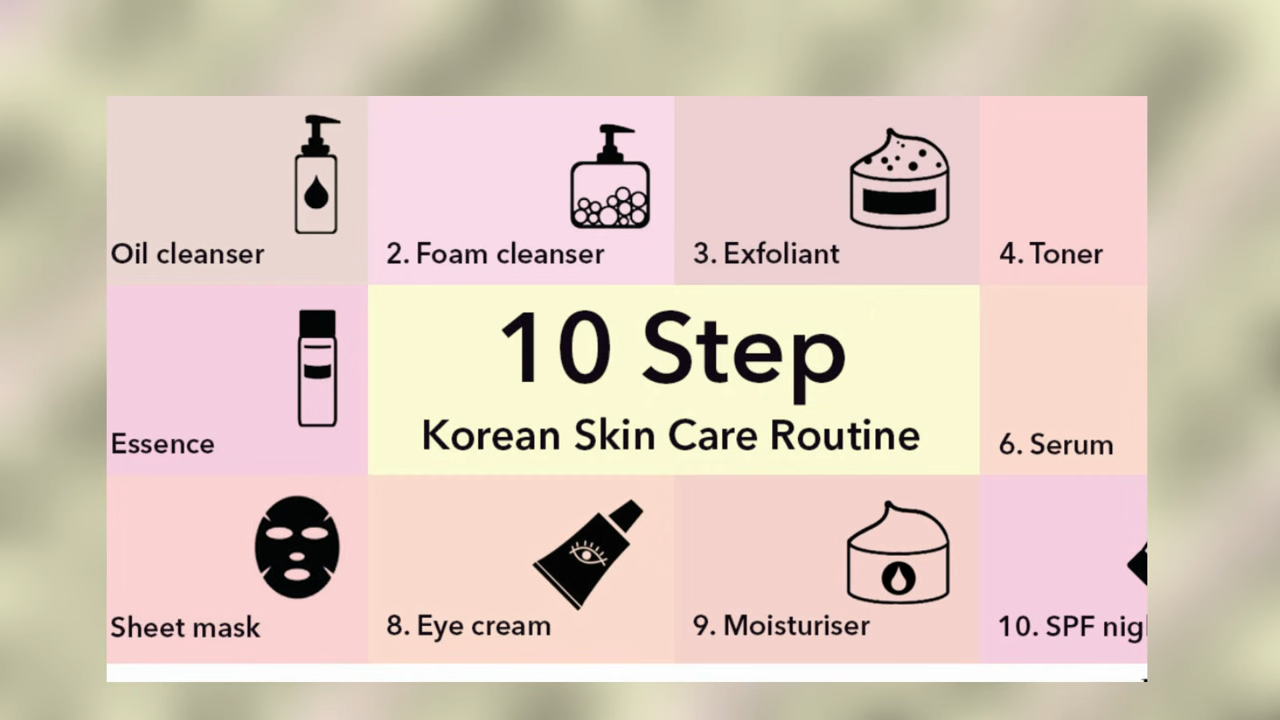 Oil cleanser
2. Foam cleanser
3. Exfoliant
4. Toner
Essence
10 Step
Korean Skin Care Routine
6. Serum
Sheet mask
8. Eye cream
9. Moisturiser
10. SPF